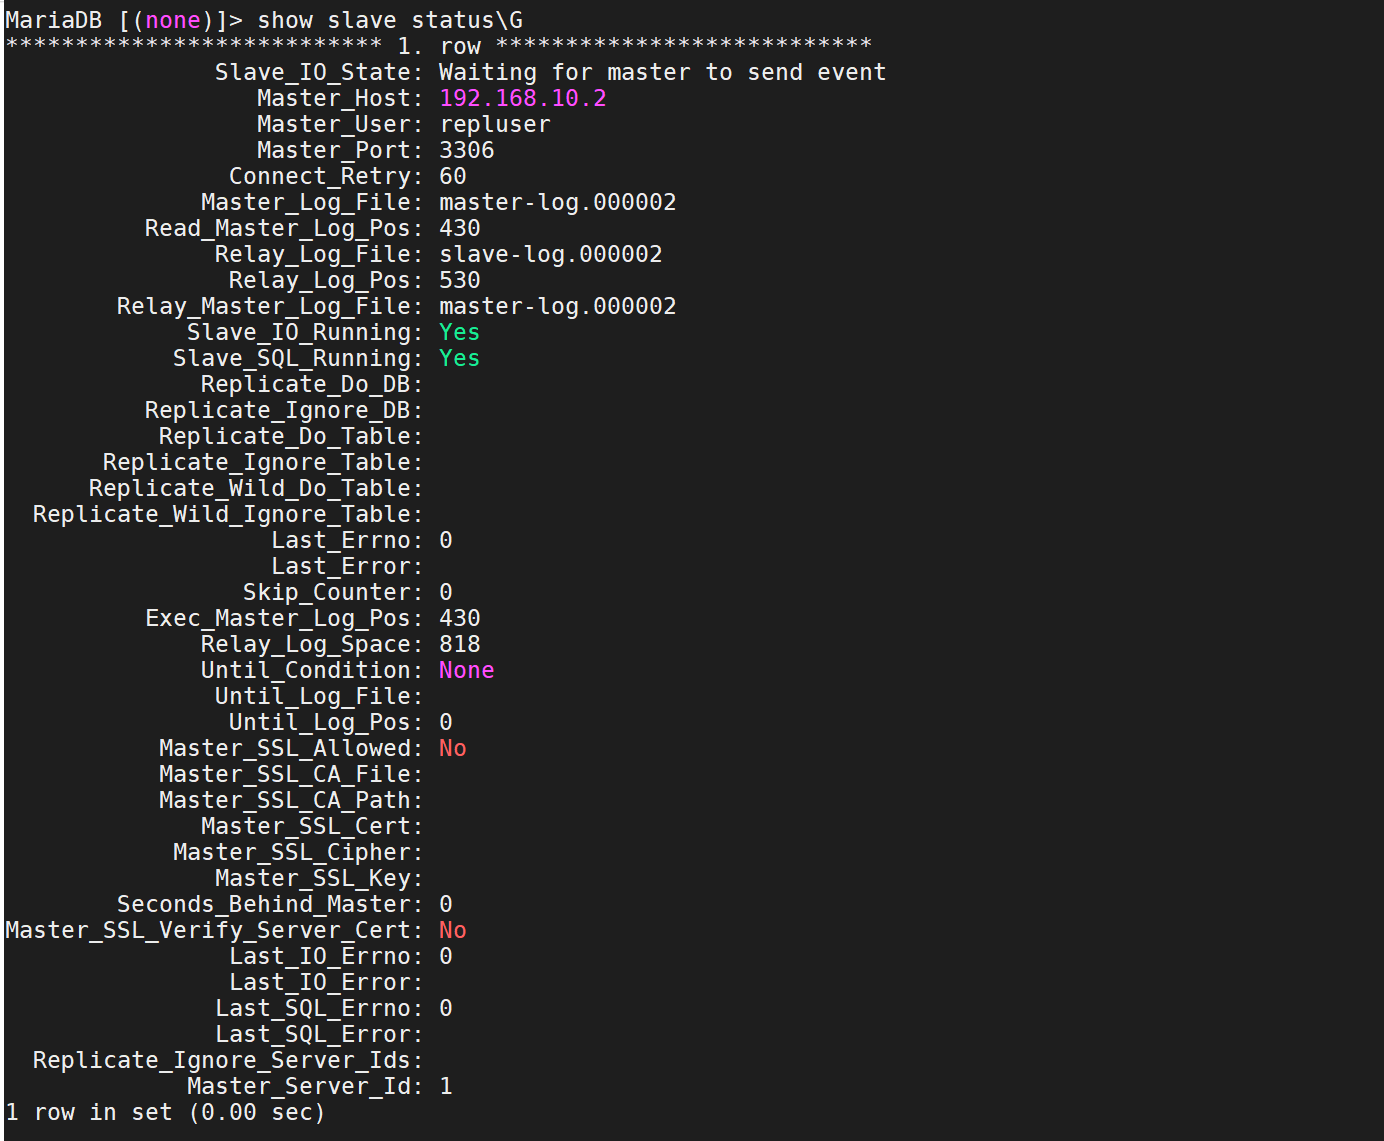 MariaDB [(none)]> show slave status\G
*************************** 1. row ***************************
Slave_IO_State: Waiting for master to send event
Master_Host: 192.168.10.2
Master_User: repluser
Master_Port: 3306
Connect_Retry: 60
Master_Log_File: master-log.000002
Read_Master_Log_Pos: 430
Relay_Log_File: slave-log.000002
Relay_Log_Pos: 530
Relay_Master_Log_File: master-log.000002
Slave_IO_Running: Yes
Slave_SQL_Running: Yes
Replicate_Do_DB:
Replicate_Ignore_DB:
Replicate_Do_Table:
Replicate_Ignore_Table:
Replicate_Wild_Do_Table:
Replicate_Wild_Ignore_Table:
Last_Errno: 0
Last_Error:
Skip_Counter: 0
Exec_Master_Log_Pos: 430
Relay_Log_Space: 818
Until_Condition: None
Until_Log_File:
Until_Log_Pos: 0
Master_SSL_Allowed: No
Master_SSL_CA_File:
Master_SSL_CA_Path:
Master_SSL_Cert:
Master_SSL_Cipher:
Master_SSL_Key:
Seconds_Behind_Master: 0
Master_SSL_Verify_Server_Cert: No
Last_IO_Errno: 0
Last_IO_Error:
Last_SQL_Errno: 0
Last_SQL_Error:
Replicate_Ignore_Server_Ids:
Master_Server_Id: 1
1 row in set (0.00 sec)